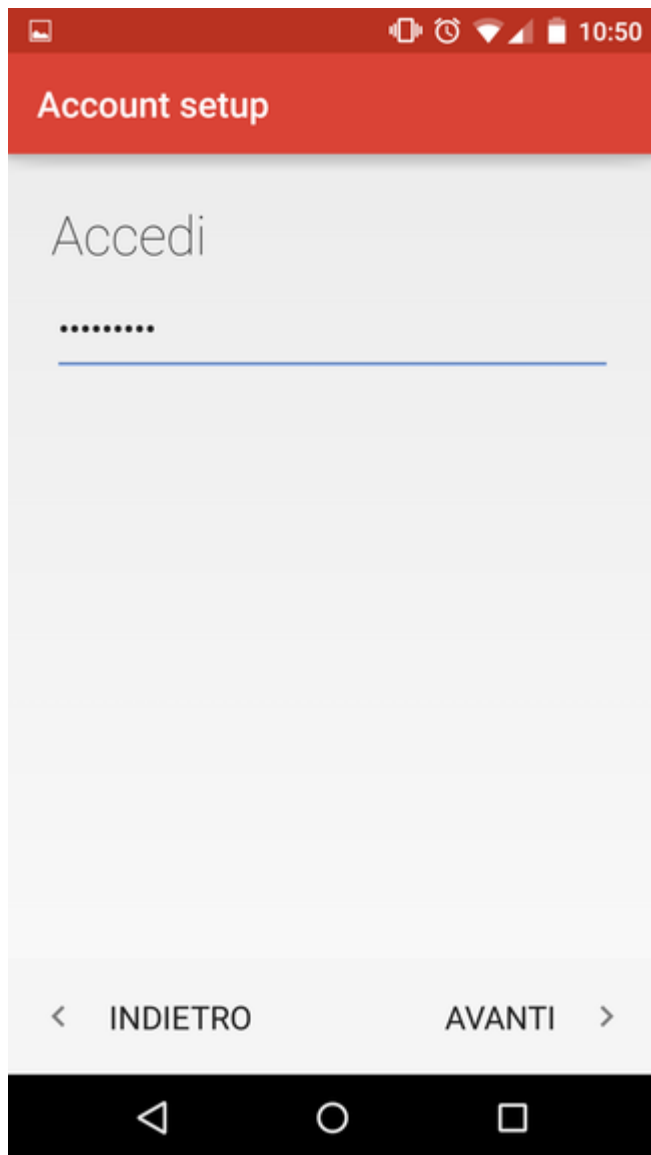 10:50
Account setup
Accedi
•••••••••
INDIETRO AVANTI